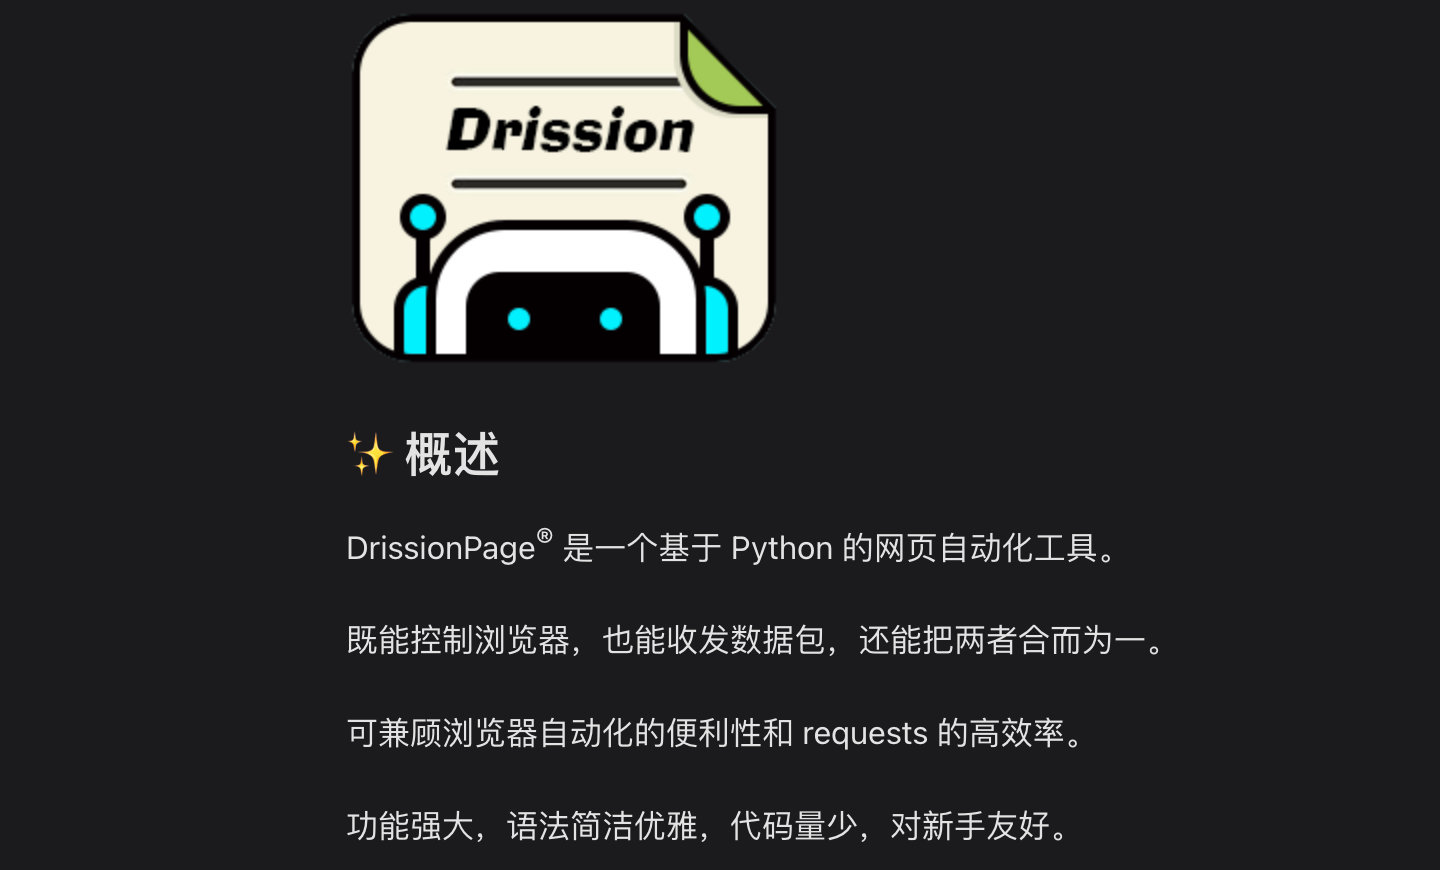 Drission
✨ 概述
DrissionPage® 是一个基于 Python 的网页自动化工具。
既能控制浏览器，也能收发数据包，还能把两者合而为一。
可兼顾浏览器自动化的便利性和 requests 的高效率。
功能强大，语法简洁优雅，代码量少，对新手友好。